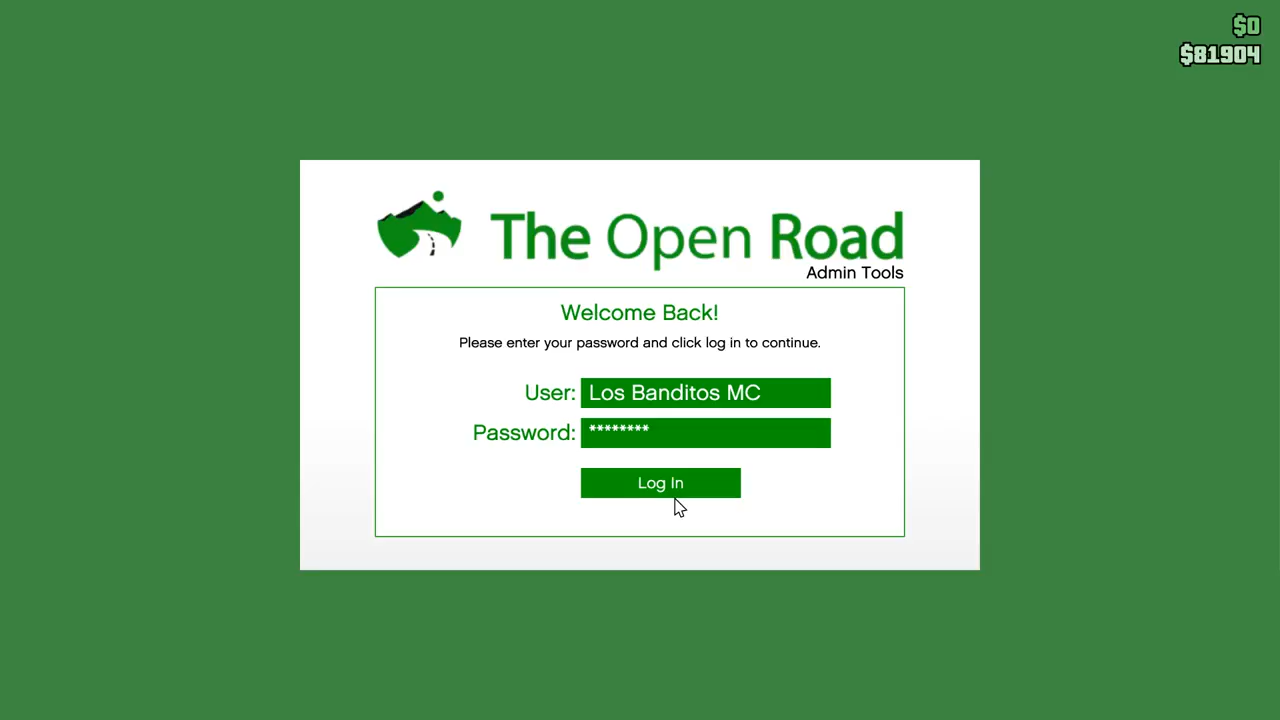 $0
$81904
The Open Road
Admin Tools
Welcome Back!
Please enter your password and click log in to continue.
User: Los Banditos MC
Password: ********
Log In